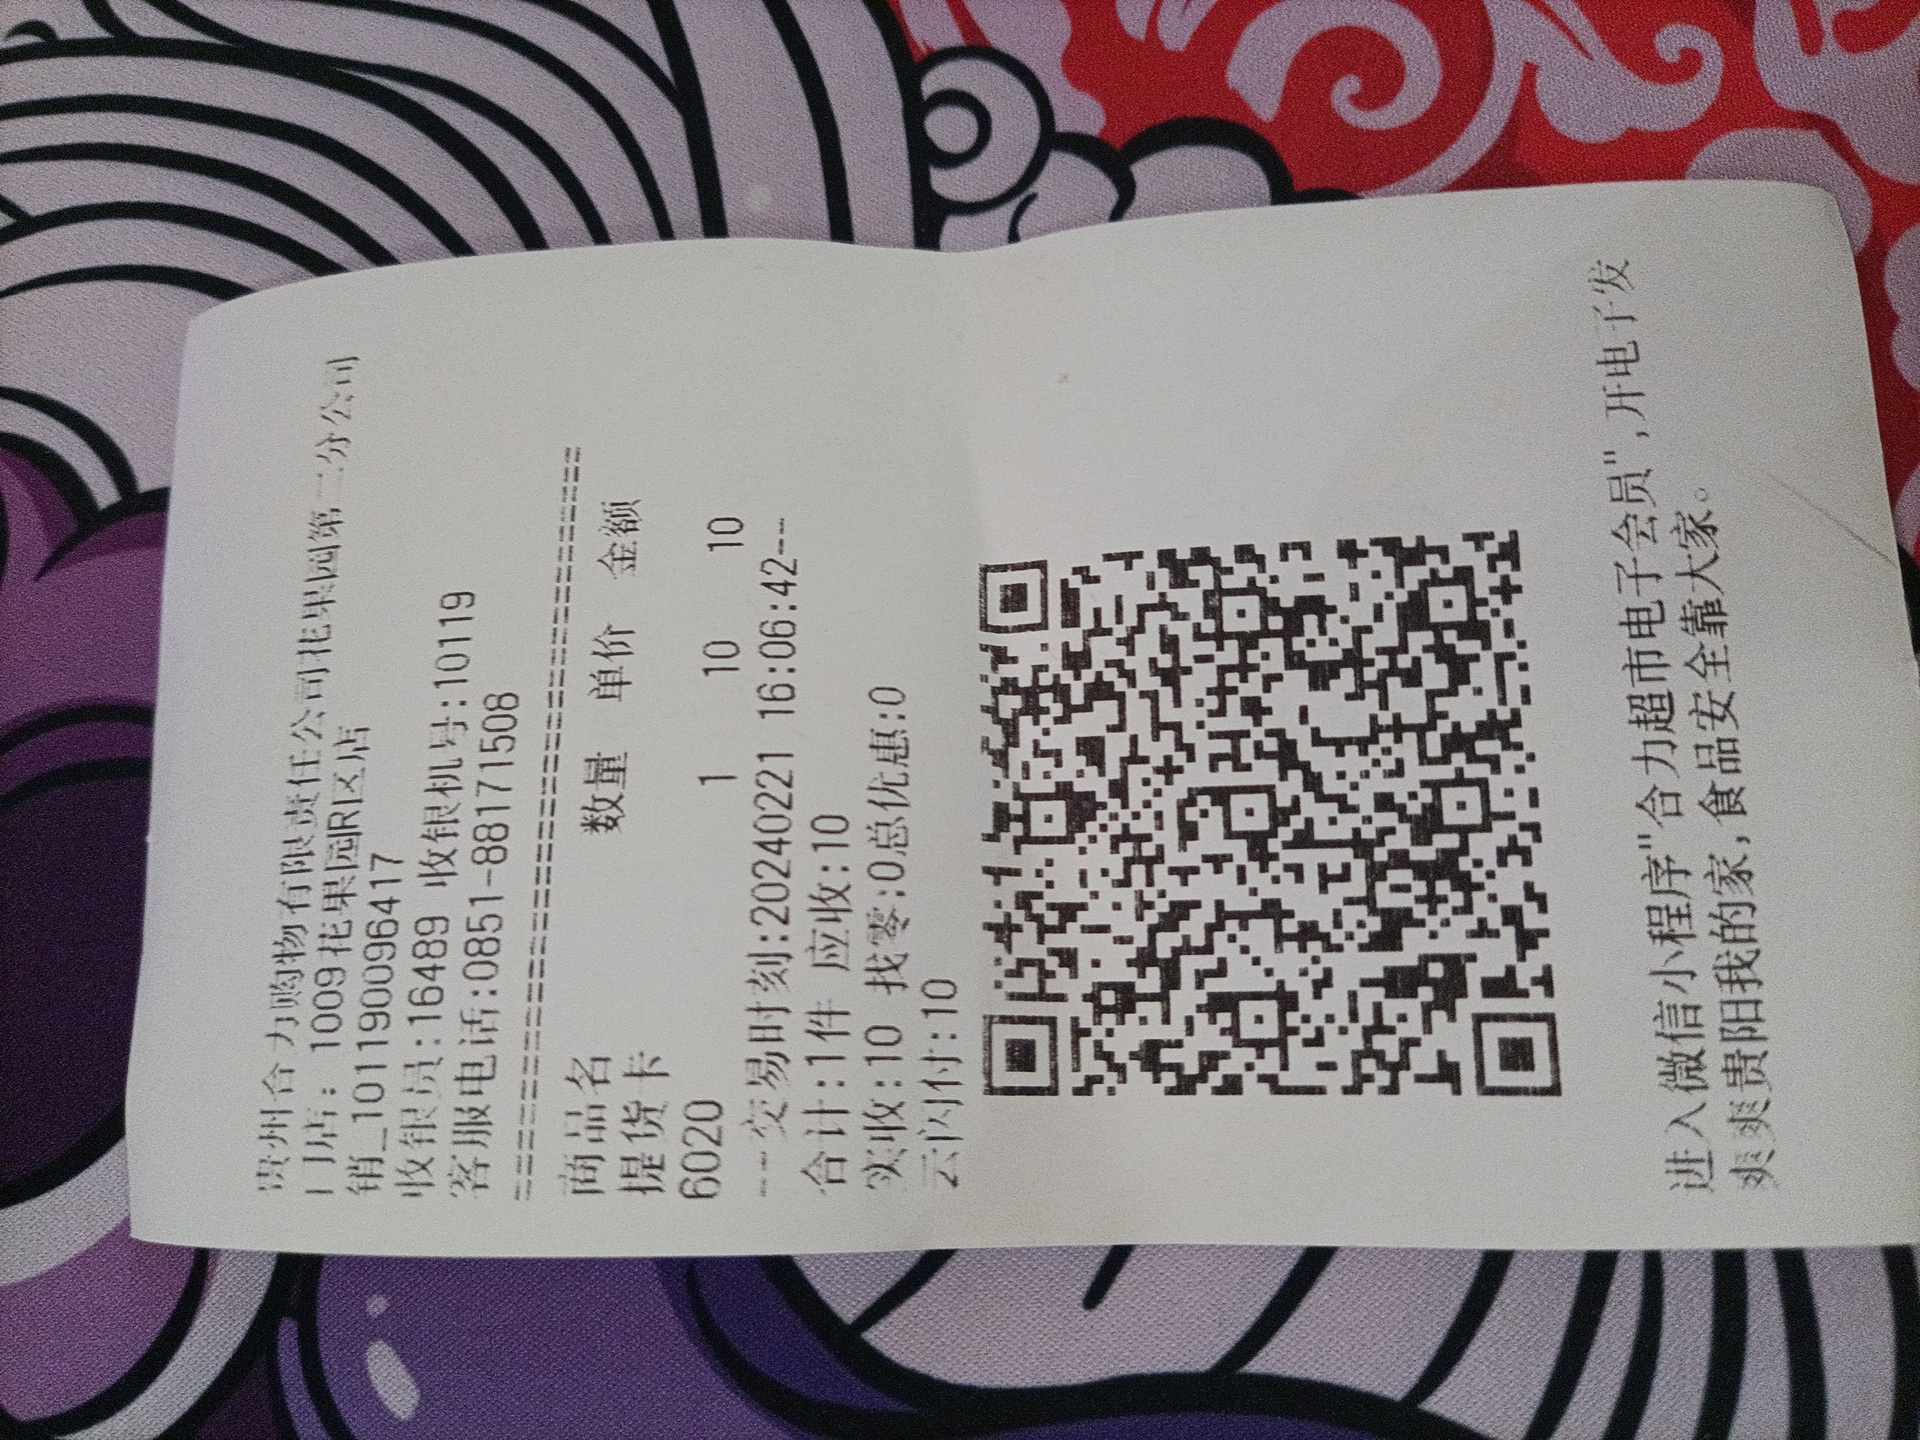 贵州合力购物有限责任公司花果园第二分公司
门店: 1009花果园R区店
销_101190096417
收银员:16489 收银机号:10119
客服电话:0851-88171508
商品名 数量 单价 金额
提货卡
6020 1 10 10
---交易时刻:20240221 16:06:42---
合计:1件 应收:10
实收:10 找零:0总优惠:0
云闪付:10
进入微信小程序"合力超市电子会员",开电子发
爽爽贵阳我的家,食品安全靠大家。